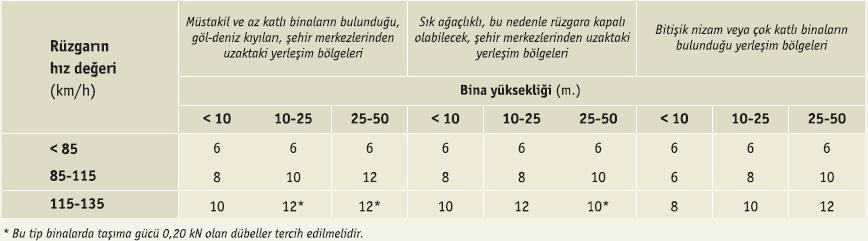 Rüzgarın hız değeri (km/h)
Müstakil ve az katlı binaların bulunduğu,
göl-deniz kıyıları, şehir merkezlerinden
uzaktaki yerleşim bölgeleri
Sık ağaçlıklı, bu nedenle rüzgara kapalı
olabilecek, şehir merkezlerinden uzaktaki
yerleşim bölgeleri
Bitişik nizam veya çok katlı binaların
bulunduğu yerleşim bölgeleri
Bina yüksekliği (m.)
< 10 10-25 25-50 < 10 10-25 25-50 < 10 10-25 25-50
< 85 6 6 6 6 6 6 6 6 6
85-115 8 10 12 8 8 10 6 8 10
115-135 10 12* 12* 10 12 10* 8 10 12
* Bu tip binalarda taşıma gücü 0,20 kN olan dübeller tercih edilmelidir.